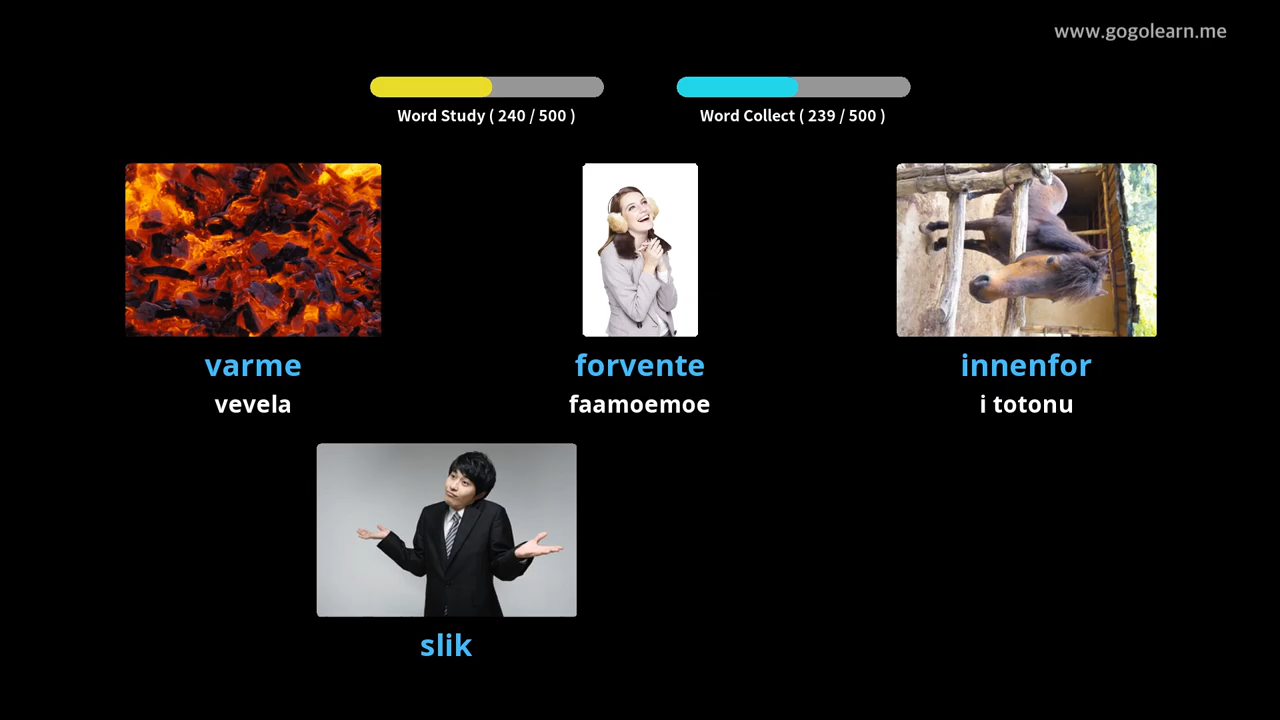 www.gogolearn.me
Word Study ( 240 / 500 )
Word Collect ( 239 / 500 )
varme
vevela
forvente
faamoemoe
innenfor
i totonu
slik